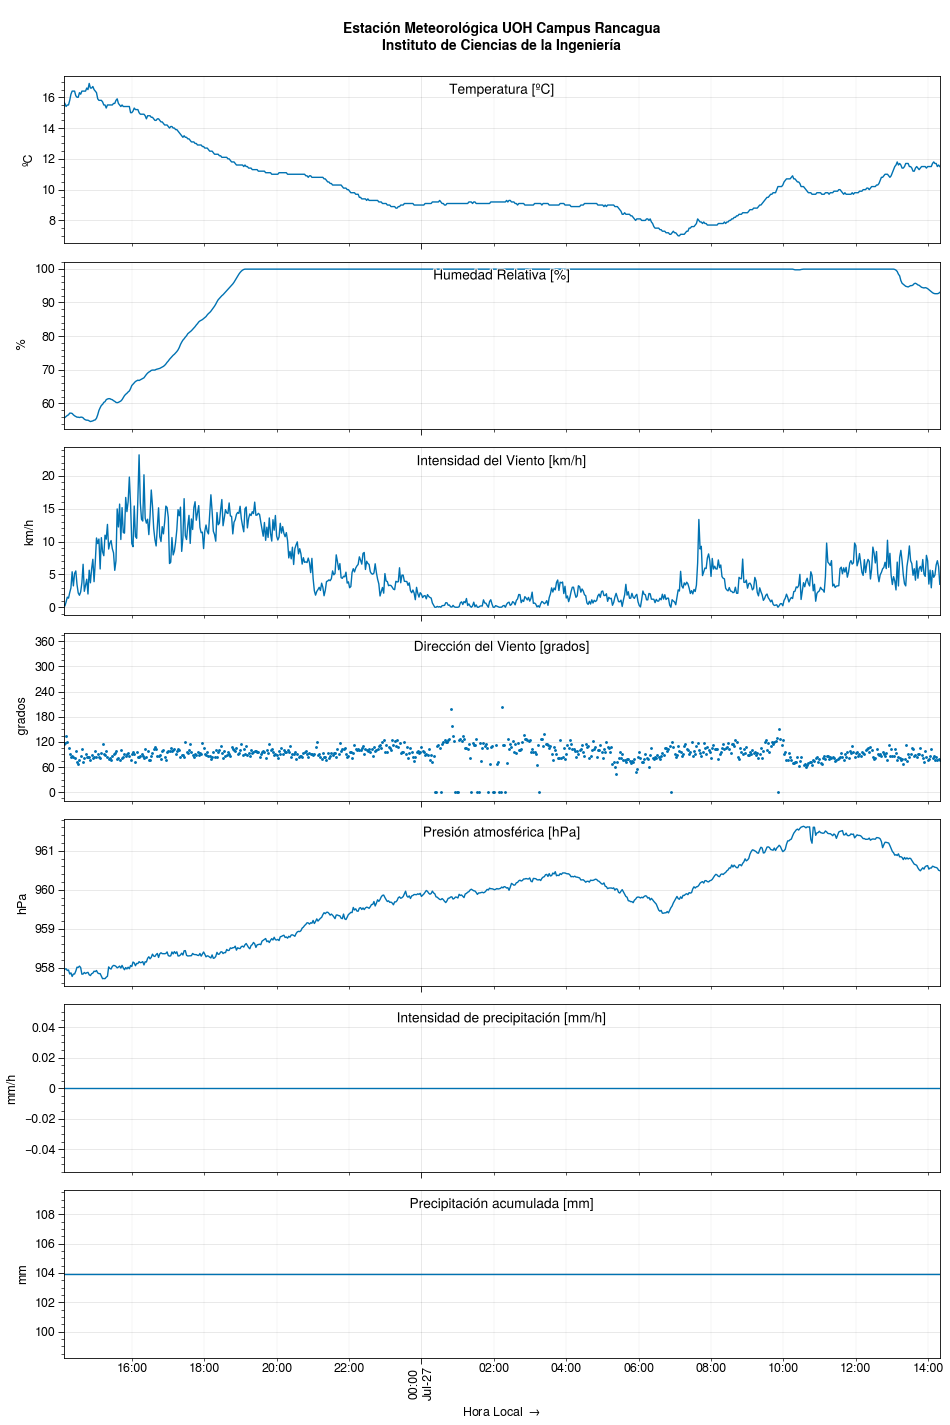 Estación Meteorológica UOH Campus Rancagua
Instituto de Ciencias de la Ingeniería
Temperatura [ºC]
ºC
16
14
12
10
8
Humedad Relativa [%]
%
100
90
80
70
60
Intensidad del Viento [km/h]
km/h
20
15
10
5
0
Dirección del Viento [grados]
grados
360
300
240
180
120
60
0
Presión atmosférica [hPa]
hPa
961
960
959
958
Intensidad de precipitación [mm/h]
mm/h
0.04
0.02
0
−0.02
−0.04
Precipitación acumulada [mm]
mm
108
106
104
102
100
16:00 18:00 20:00 22:00 00:00 02:00 04:00 06:00 08:00 10:00 12:00 14:00
Jul-27
Hora Local →